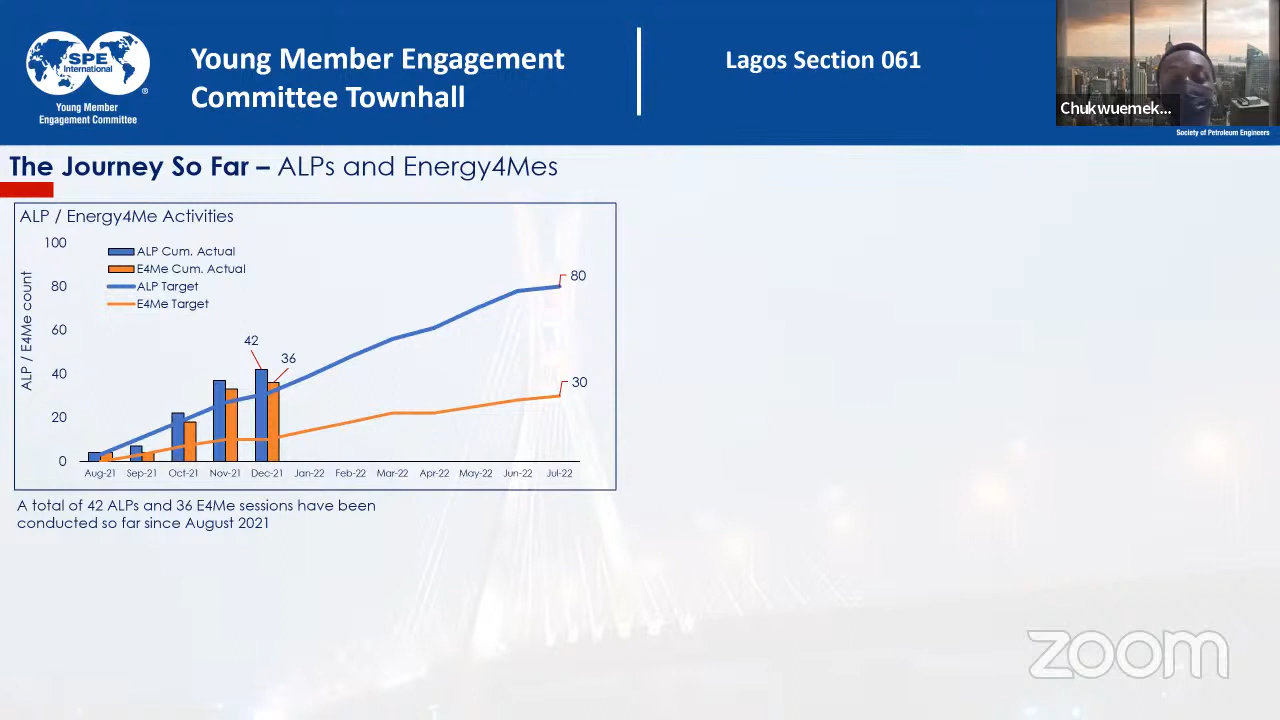 SPE
International
®
Young Member
Engagement Committee
Young Member Engagement
Committee Townhall
Lagos Section 061
Chukwuemek...
Society of Petroleum Engineers
The Journey So Far – ALPs and Energy4Mes
ALP / Energy4Me Activities
ALP / E4Me count
100
80
60
40
20
0
ALP Cum. Actual
E4Me Cum. Actual
ALP Target
E4Me Target
42
36
80
30
Aug-21 Sep-21 Oct-21 Nov-21 Dec-21 Jan-22 Feb-22 Mar-22 Apr-22 May-22 Jun-22 Jul-22
A total of 42 ALPs and 36 E4Me sessions have been
conducted so far since August 2021
zoom